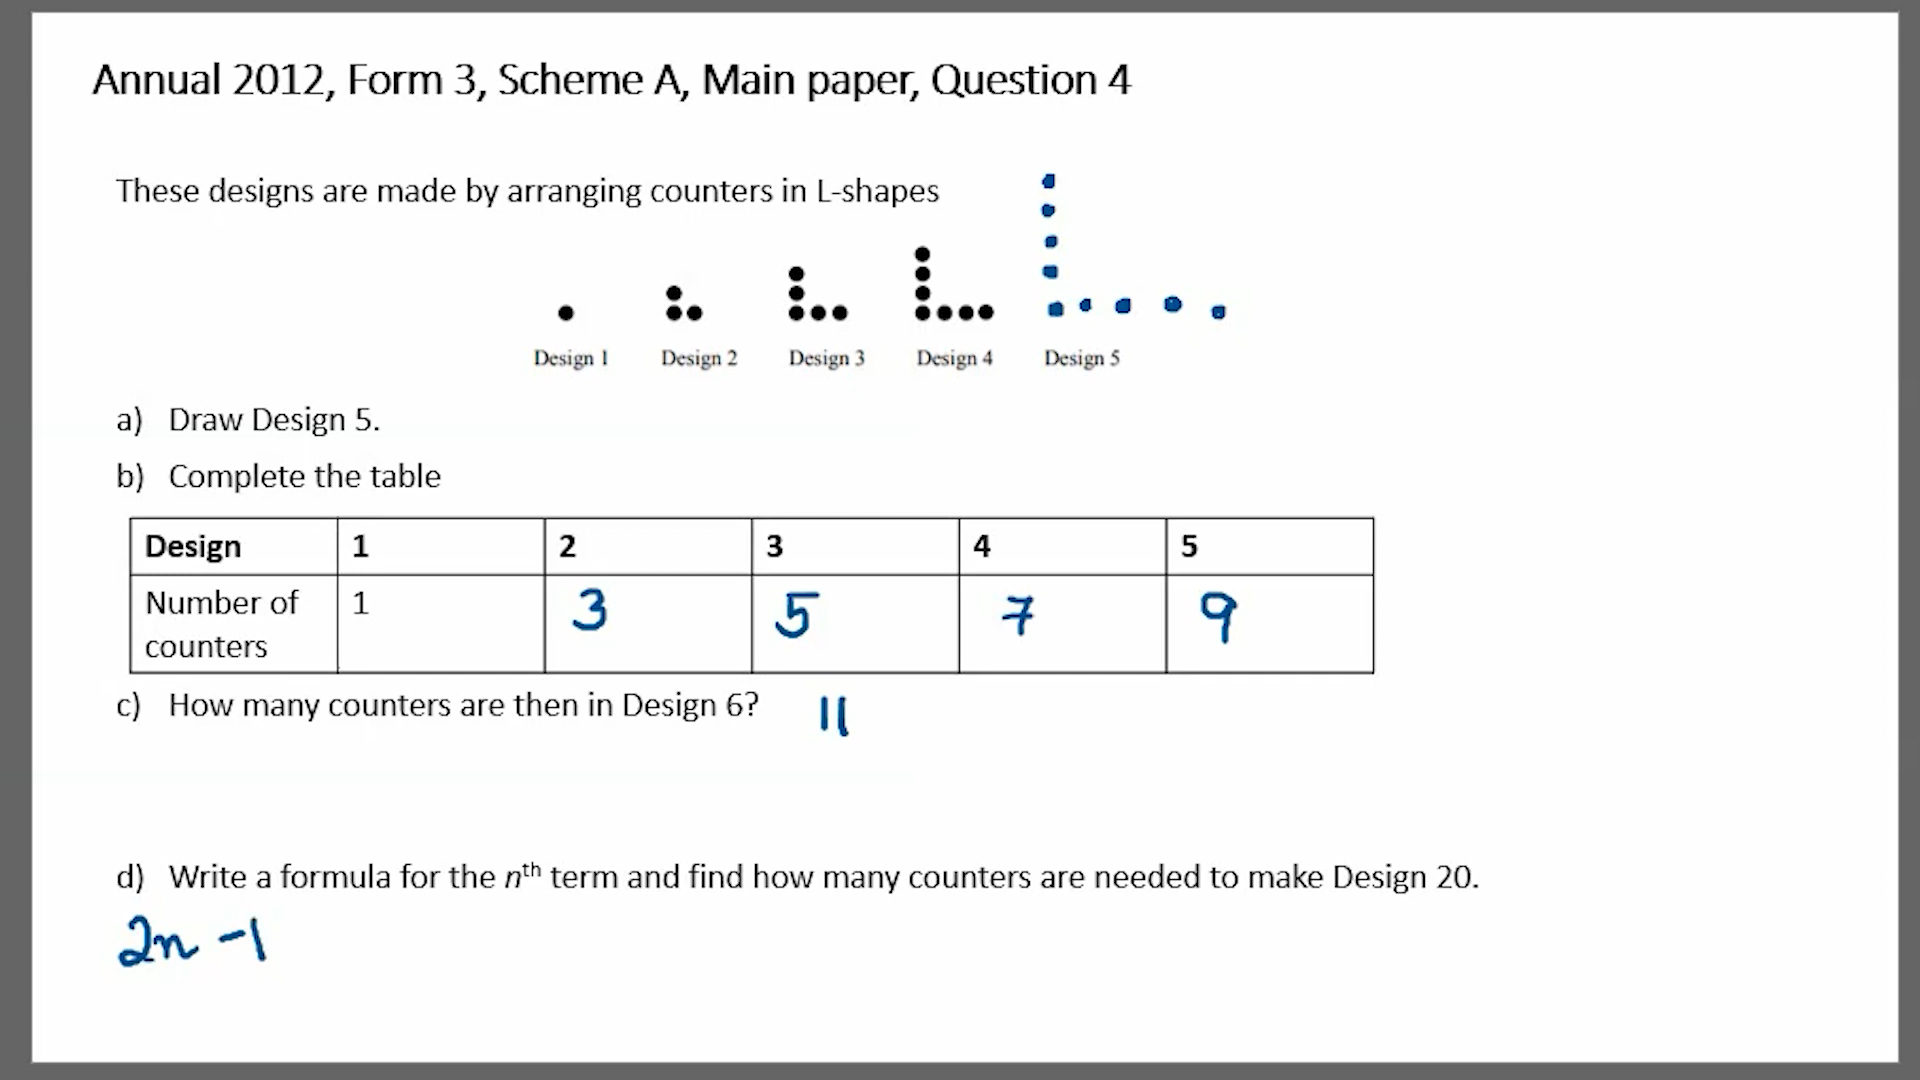 Annual 2012, Form 3, Scheme A, Main paper, Question 4
These designs are made by arranging counters in L-shapes
Design 1 Design 2 Design 3 Design 4 Design 5
a) Draw Design 5.
b) Complete the table
Design 1 2 3 4 5
Number of counters 1 3 5 7 9
c) How many counters are then in Design 6? 11
d) Write a formula for the nth term and find how many counters are needed to make Design 20.
2n -1